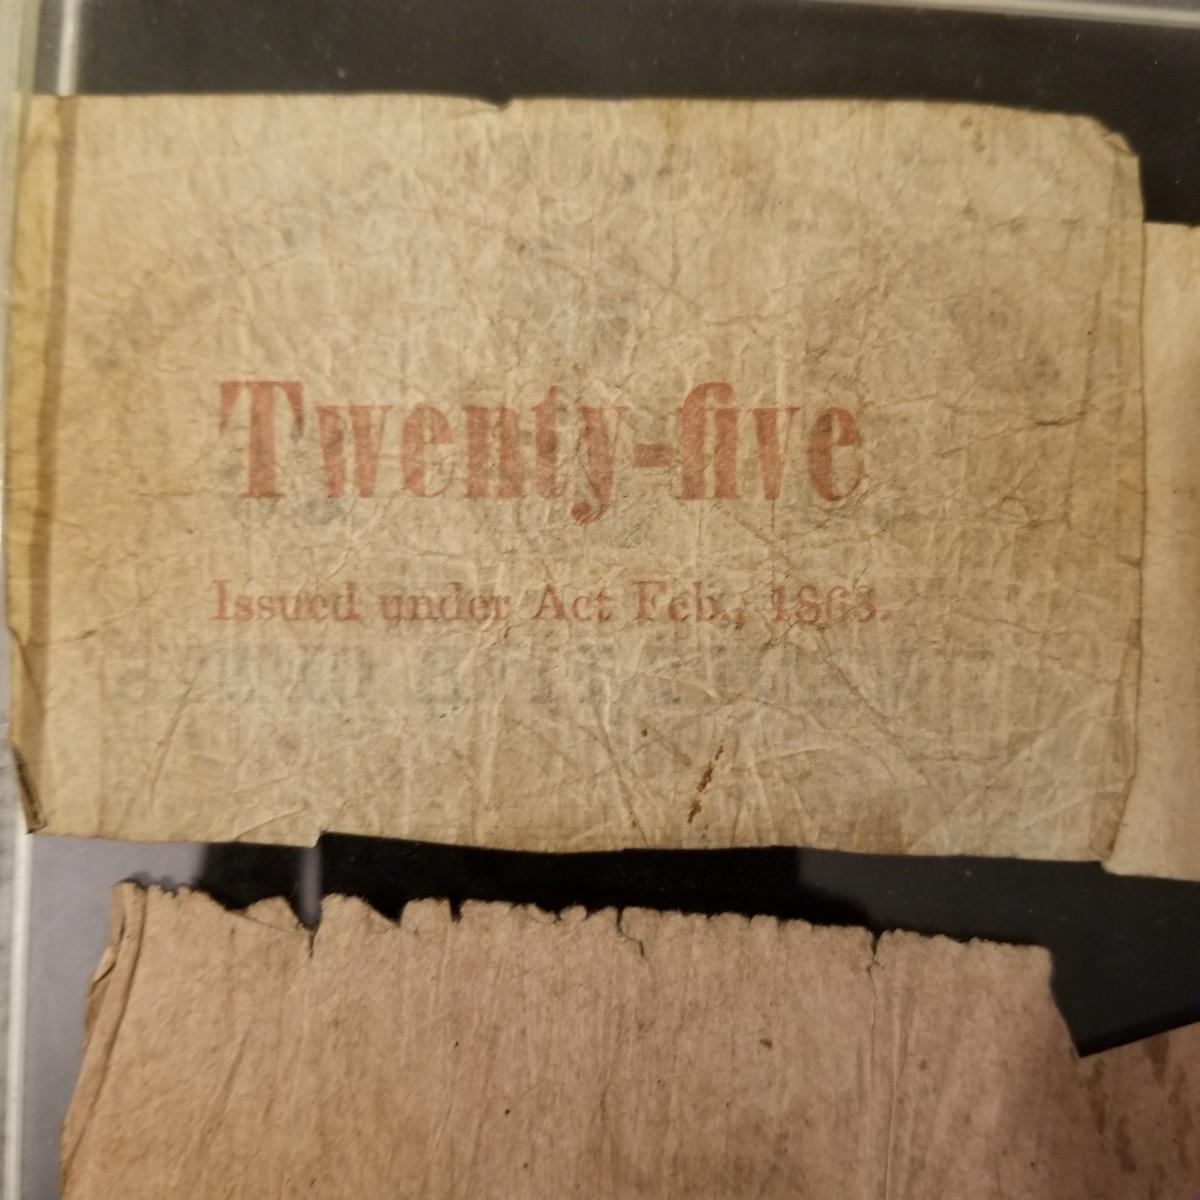 Twenty-five
Issued under Act Feb., 1863.